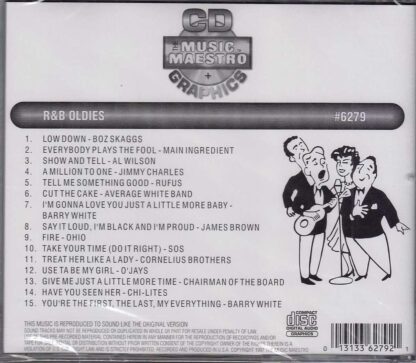 CD
THE MUSIC
MAESTRO
+
GRAPHICS
R&B OLDIES #6279
1. LOW DOWN - BOZ SKAGGS
2. EVERYBODY PLAYS THE FOOL - MAIN INGREDIENT
3. SHOW AND TELL - AL WILSON
4. A MILLION TO ONE - JIMMY CHARLES
5. TELL ME SOMETHING GOOD - RUFUS
6. CUT THE CAKE - AVERAGE WHITE BAND
7. I'M GONNA LOVE YOU JUST A LITTLE MORE BABY -
BARRY WHITE
8. SAY IT LOUD, I'M BLACK AND I'M PROUD - JAMES BROWN
9. FIRE - OHIO
10. TAKE YOUR TIME (DO IT RIGHT) - SOS
11. TREAT HER LIKE A LADY - CORNELIUS BROTHERS
12. USE TA BE MY GIRL - O'JAYS
13. GIVE ME JUST A LITTLE MORE TIME - CHAIRMAN OF THE BOARD
14. HAVE YOU SEEN HER - CHI-LITES
15. YOU'RE THE FIRST, THE LAST, MY EVERYTHING - BARRY WHITE
THIS MUSIC IS REPRODUCED TO SOUND LIKE THE ORIGINAL VERSION
COMPACT
disc
DIGITAL AUDIO
GRAPHICS
0 13133 62792 1